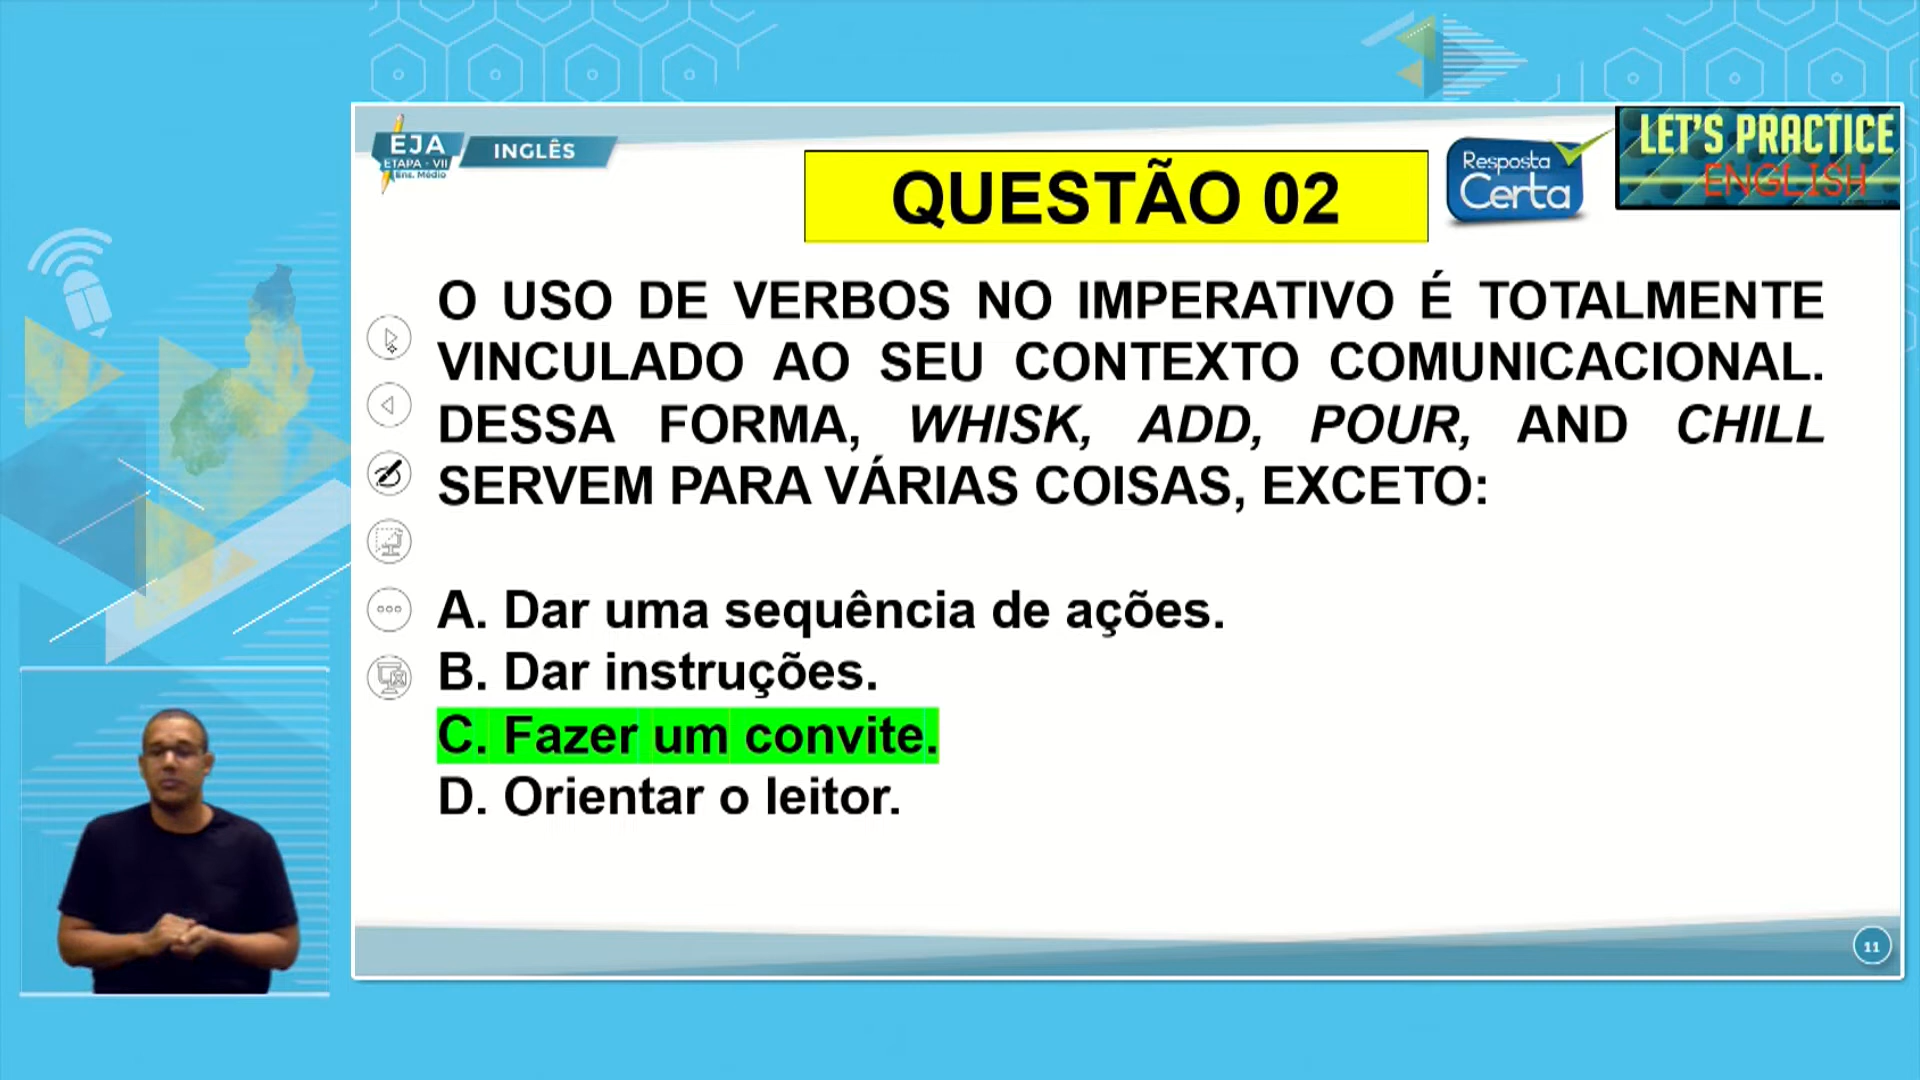 EJA
ETAPA - VII
Ens. Médio
INGLÊS
QUESTÃO 02
Resposta
Certa
LET'S PRACTICE
ENGLISH
O USO DE VERBOS NO IMPERATIVO É TOTALMENTE
VINCULADO AO SEU CONTEXTO COMUNICACIONAL.
DESSA FORMA, WHISK, ADD, POUR, AND CHILL
SERVEM PARA VÁRIAS COISAS, EXCETO:
A. Dar uma sequência de ações.
B. Dar instruções.
C. Fazer um convite.
D. Orientar o leitor.
11